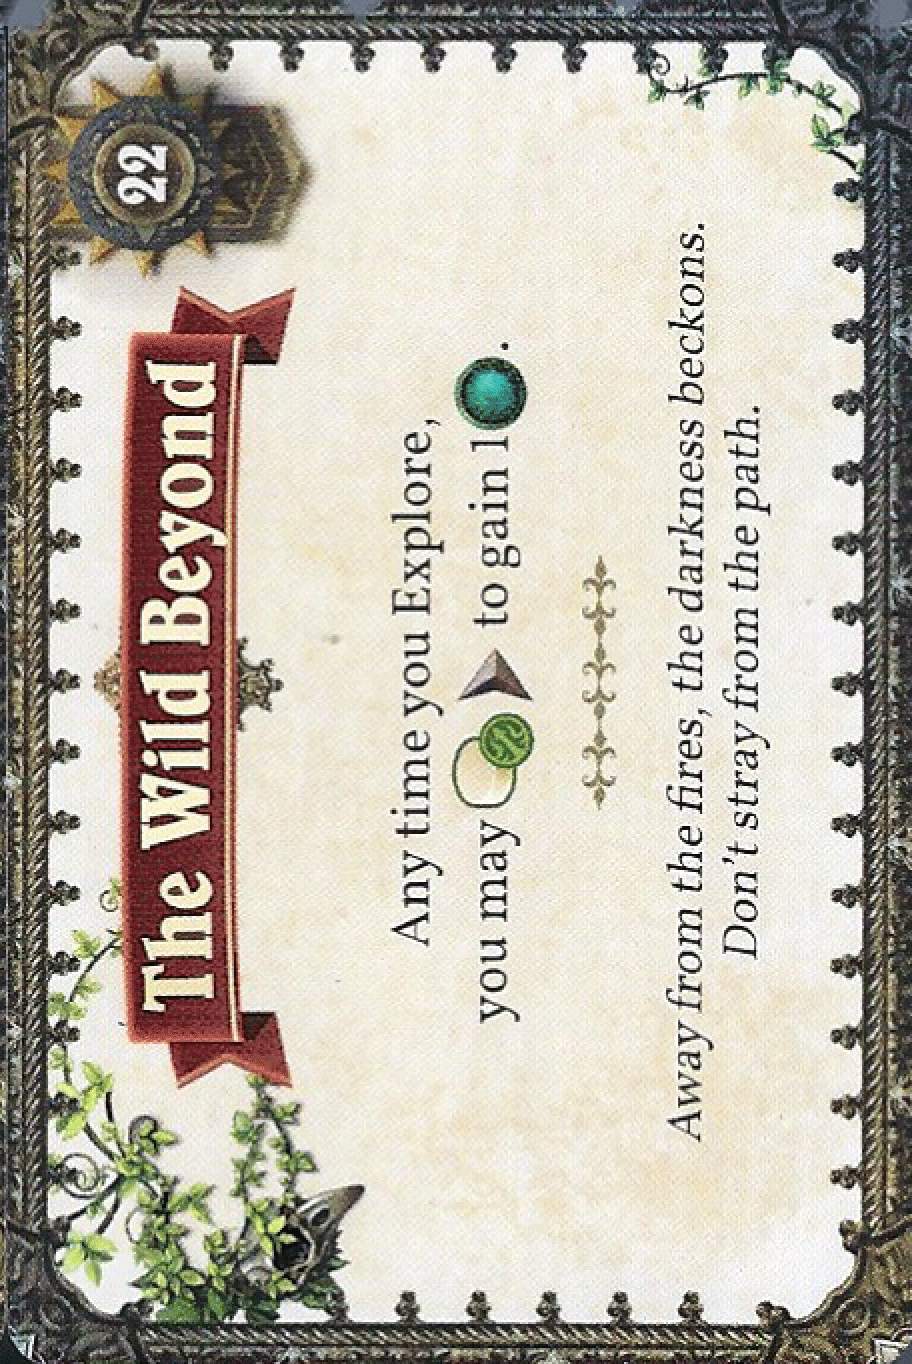 The Wild Beyond
22
Any time you Explore,
you may to gain 1 .
Away from the fires, the darkness beckons.
Don't stray from the path.